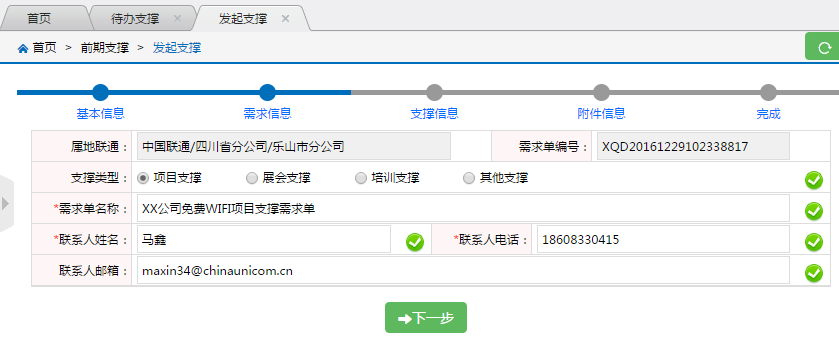 首页 待办支撑 发起支撑
首页 > 前期支撑 > 发起支撑
基本信息 需求信息 支撑信息 附件信息 完成
属地联通： 中国联通/四川省分公司/乐山市分公司 需求单编号： XQD20161229102338817
支撑类型： 项目支撑 展会支撑 培训支撑 其他支撑
*需求单名称： XX公司免费WIFI项目支撑需求单
*联系人姓名： 马鑫 *联系人电话： 18608330415
联系人邮箱： maxin34@chinaunicom.cn
下一步